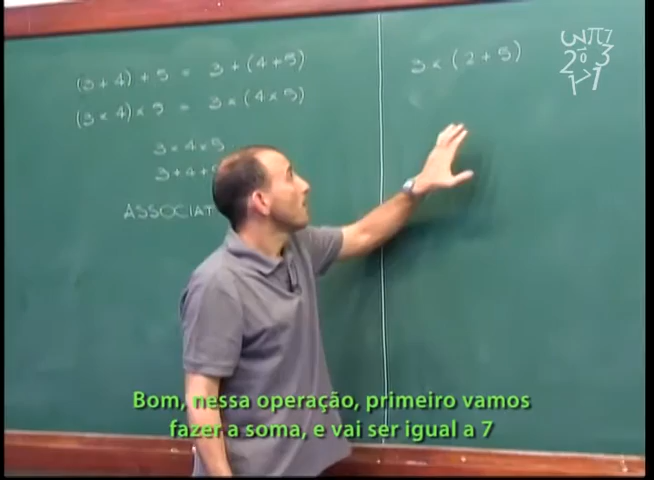 (3+4)+5 = 3+(4+5)
(3×4)×5 = 3×(4×5)
3×4×5
3+4+5
ASSOCIAT
3×(2+5)
Bom, nessa operação, primeiro vamos
fazer a soma, e vai ser igual a 7